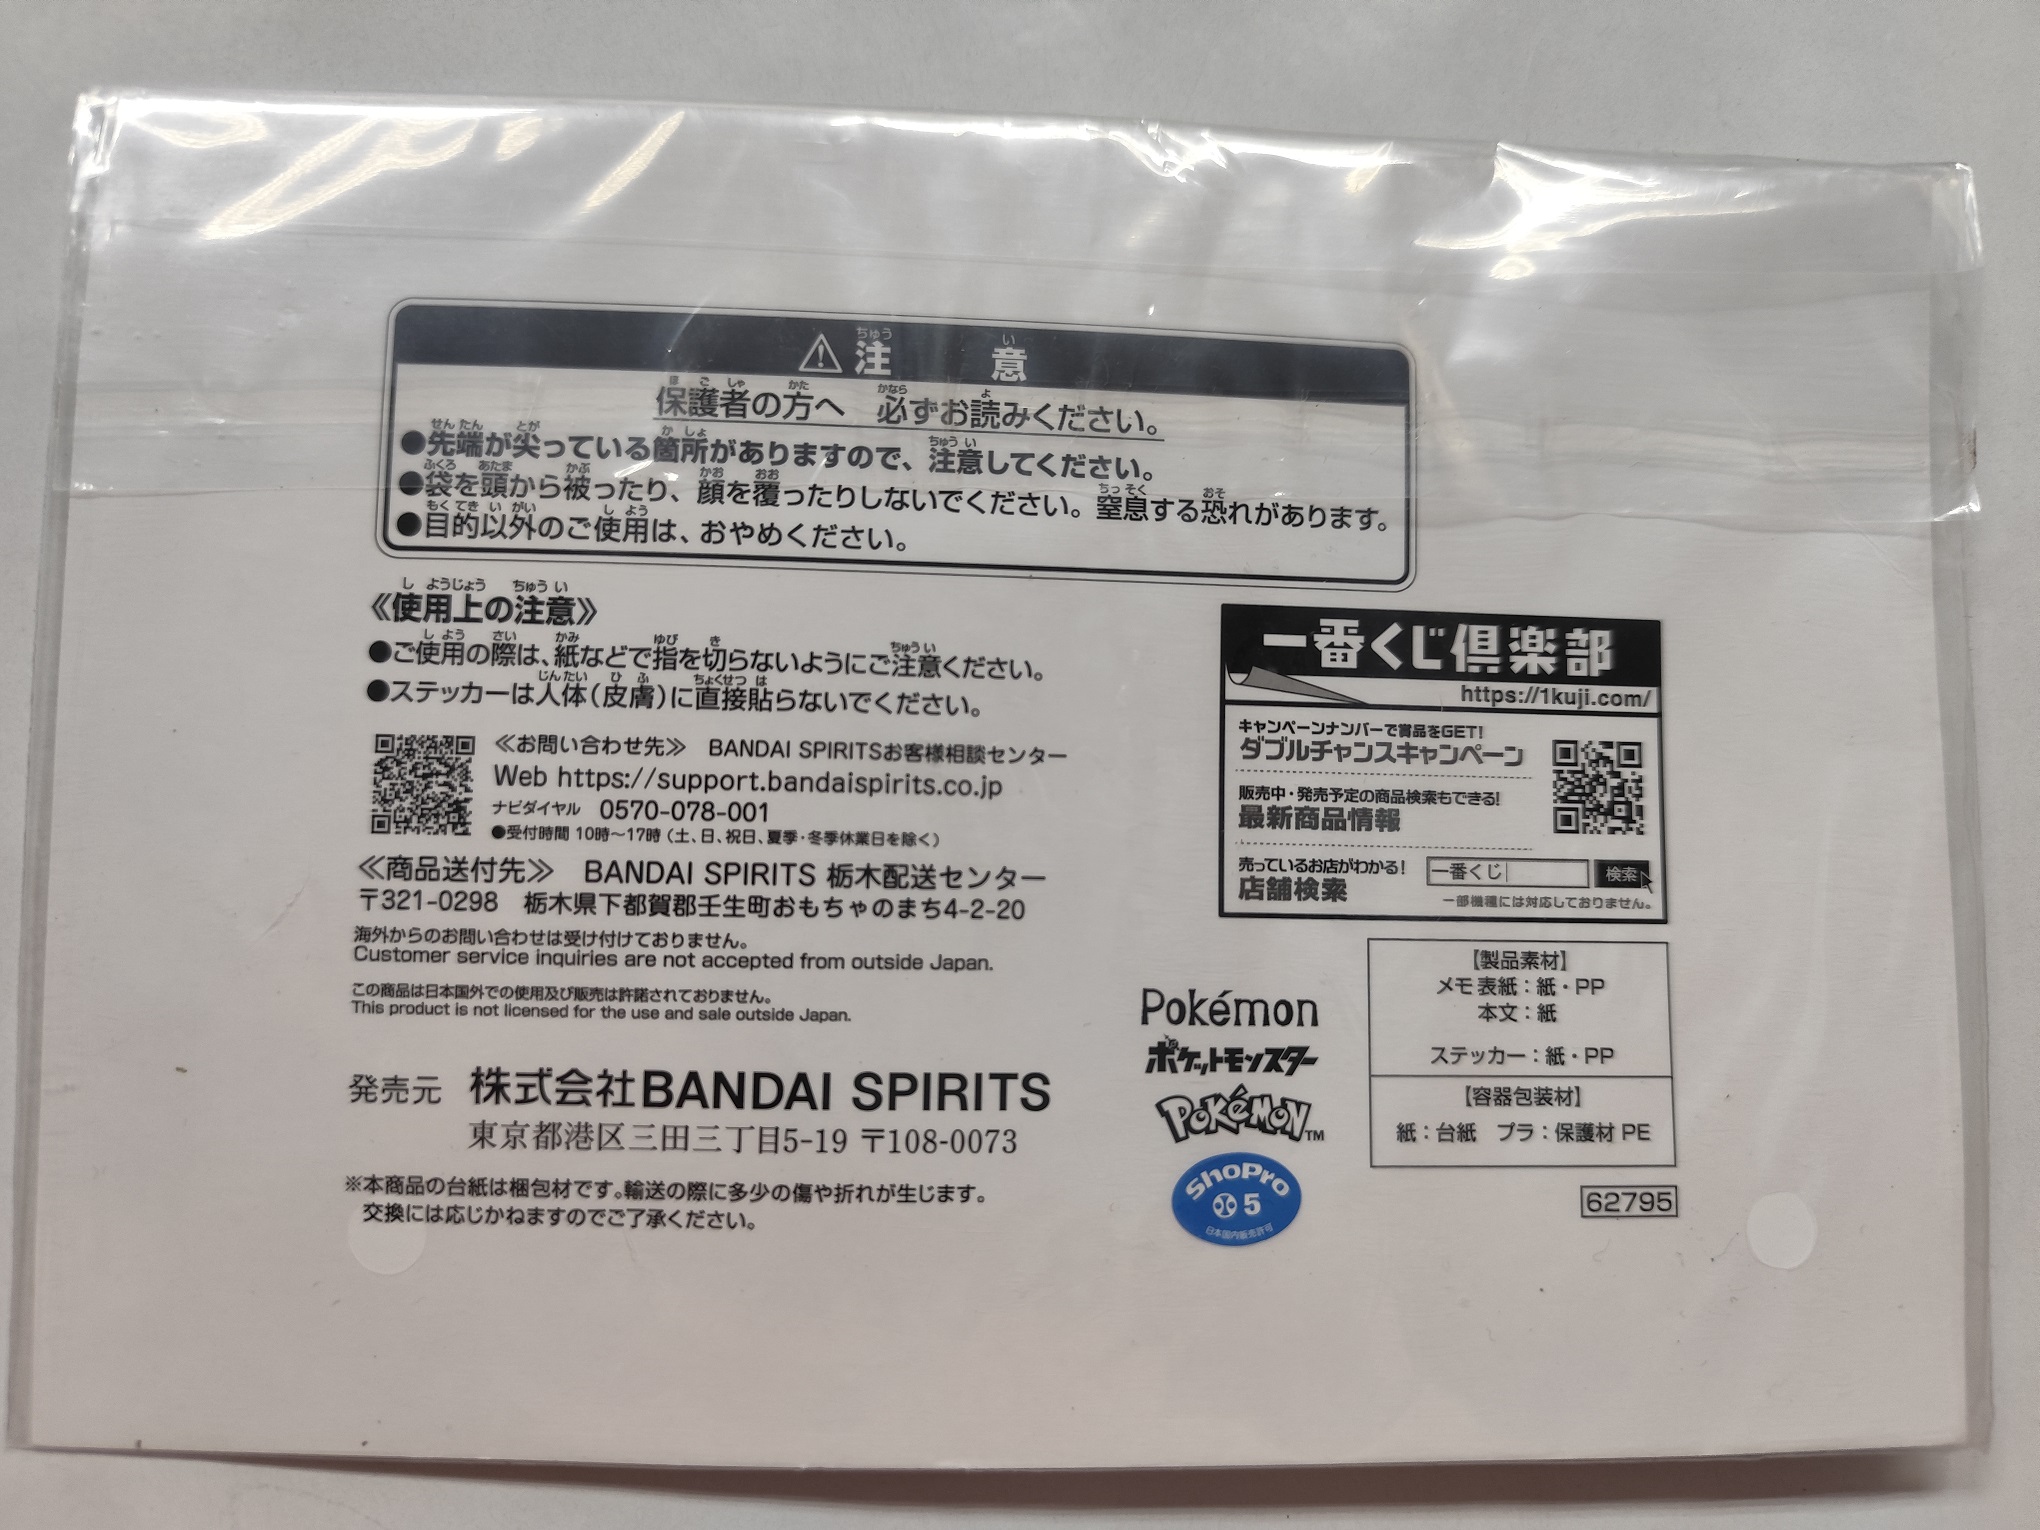 ⚠注意
保護者の方へ 必ずお読みください。
●先端が尖っている箇所がありますので、注意してください。
●袋を頭から被ったり、顔を覆ったりしないでください。窒息する恐れがあります。
●目的以外のご使用は、おやめください。
《使用上の注意》
●ご使用の際は、紙などで指を切らないようにご注意ください。
●ステッカーは人体(皮膚)に直接貼らないでください。
≪お問い合わせ先≫ BANDAI SPIRITSお客様相談センター
Web https://support.bandaispirits.co.jp
ナビダイヤル 0570-078-001
●受付時間 10時～17時(土、日、祝日、夏季・冬季休業日を除く)
≪商品送付先≫ BANDAI SPIRITS 栃木配送センター
〒321-0298 栃木県下都賀郡壬生町おもちゃのまち4-2-20
海外からのお問い合わせは受け付けておりません。
Customer service inquiries are not accepted from outside Japan.
この商品は日本国外での使用及び販売は許諾されておりません。
This product is not licensed for the use and sale outside Japan.
発売元 株式会社BANDAI SPIRITS
東京都港区三田三丁目5-19 〒108-0073
※本商品の台紙は梱包材です。輸送の際に多少の傷や折れが生じます。
交換には応じかねますのでご了承ください。
一番くじ倶楽部
https://1kuji.com/
キャンペーンナンバーで賞品をGET!
ダブルチャンスキャンペーン
販売中・発売予定の商品検索もできる!
最新商品情報
売っているお店がわかる!
店舗検索
一番くじ 検索
一部機種には対応しておりません。
Pokémon
ポケットモンスター
POKéMON™
ShoPro
5
日本国内販売許可
【製品素材】
メモ 表紙:紙・PP
本文:紙
ステッカー:紙・PP
【容器包装材】
紙:台紙 プラ:保護材 PE
62795